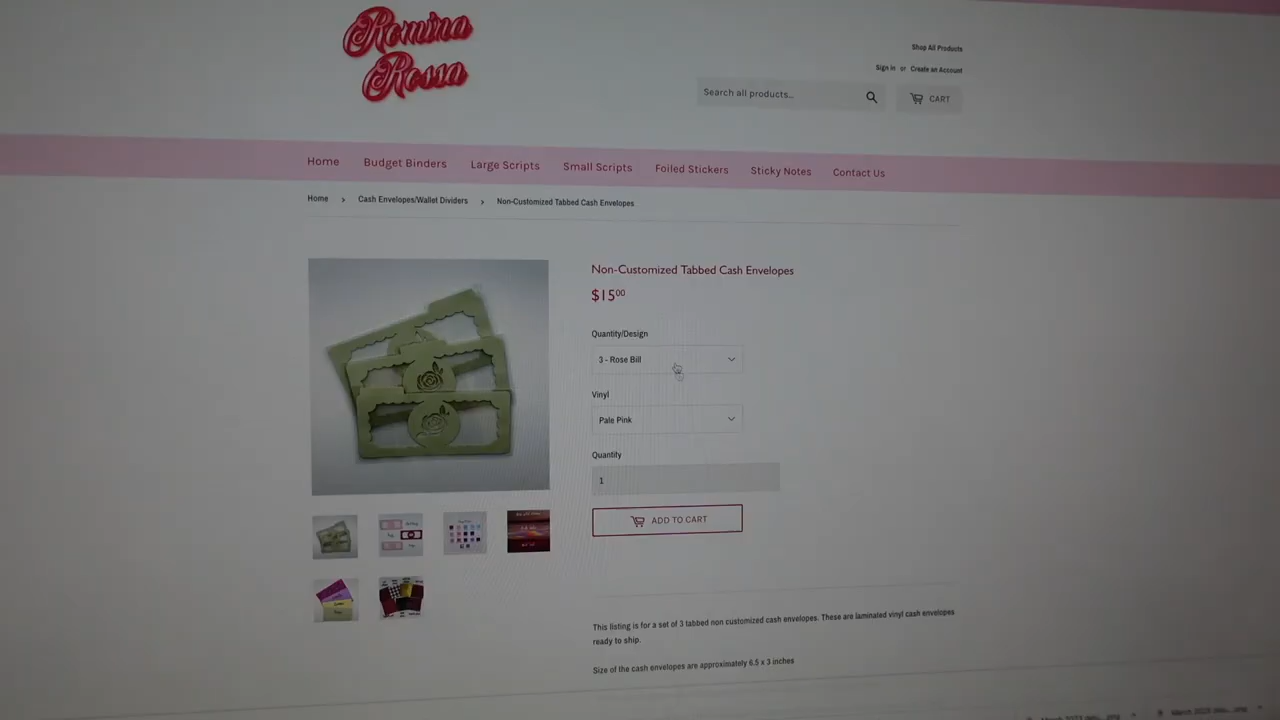 Romina
Rossa
Shop All Products
Sign in or Create an Account
Search all products...
CART
Home
Budget Binders
Large Scripts
Small Scripts
Foiled Stickers
Sticky Notes
Contact Us
Home › Cash Envelopes/Wallet Dividers › Non-Customized Tabbed Cash Envelopes
Non-Customized Tabbed Cash Envelopes
$15.00
Quantity/Design
3 - Rose Bill
Vinyl
Pale Pink
Quantity
1
ADD TO CART
This listing is for a set of 3 tabbed non customized cash envelopes. These are laminated vinyl cash envelopes
ready to ship.
Size of the cash envelopes are approximately 6.5 x 3 inches